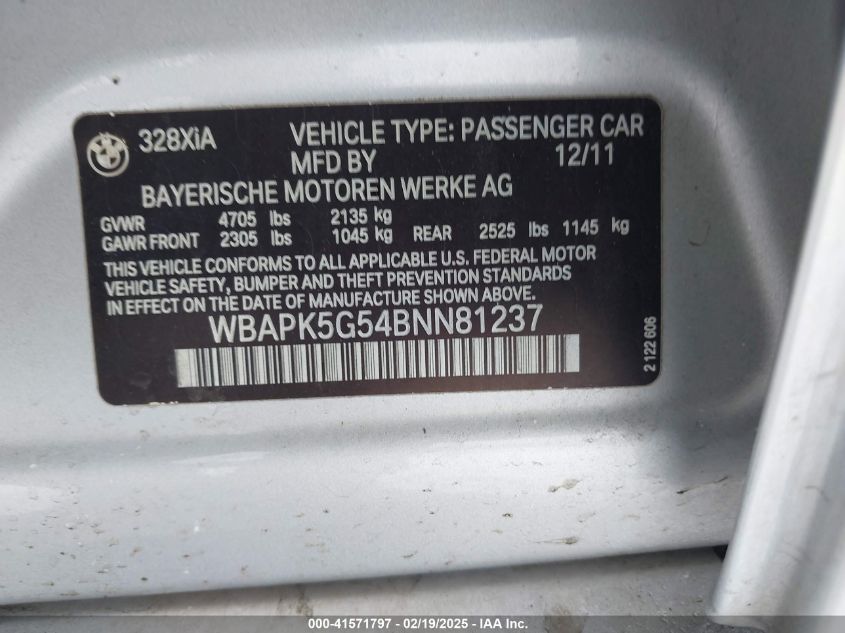 BMW
328XiA VEHICLE TYPE: PASSENGER CAR
MFD BY 12/11
BAYERISCHE MOTOREN WERKE AG
GVWR 4705 lbs 2135 kg
GAWR FRONT 2305 lbs 1045 kg REAR 2525 lbs 1145 kg
THIS VEHICLE CONFORMS TO ALL APPLICABLE U.S. FEDERAL MOTOR
VEHICLE SAFETY, BUMPER AND THEFT PREVENTION STANDARDS
IN EFFECT ON THE DATE OF MANUFACTURE SHOWN ABOVE.
WBAPK5G54BNN81237
2 122 606
000-41571797 - 02/19/2025 - IAA Inc.